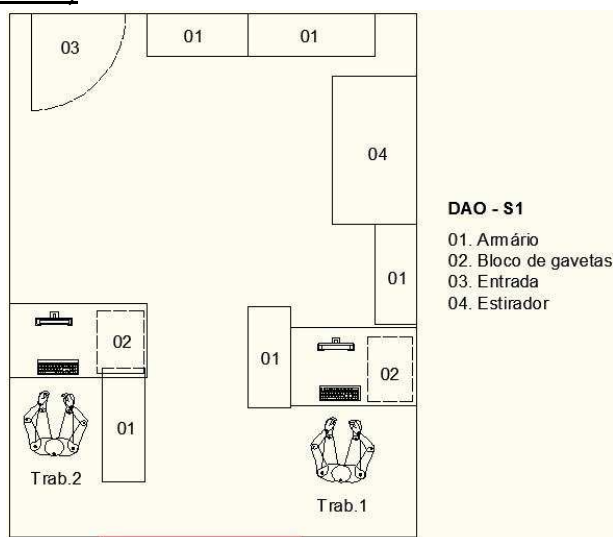 03
01
01
04
DAO - S1
01. Armário
02. Bloco de gavetas
03. Entrada
04. Estirador
01
02
01
02
01
Trab.2
Trab.1